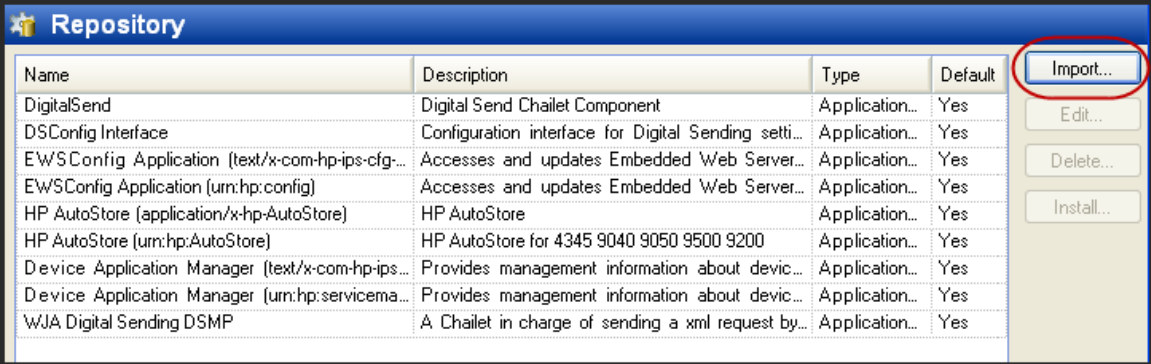 Repository
Name Description Type Default Import...
DigitalSend Digital Send Chailet Component Application... Yes
Edit...
DSConfig Interface Configuration interface for Digital Sending setti... Application... Yes
EWSConfig Application (text/x-com-hp-ips-cfg-... Accesses and updates Embedded Web Server... Application... Yes
Delete...
EWSConfig Application (urn:hp:config) Accesses and updates Embedded Web Server... Application... Yes
HP AutoStore (application/x-hp-AutoStore) HP AutoStore Application... Yes
Install...
HP AutoStore (urn:hp:AutoStore) HP AutoStore for 4345 9040 9050 9500 9200 Application... Yes
Device Application Manager (text/x-com-hp-ips... Provides management information about devic... Application... Yes
Device Application Manager (urn:hp:servicema... Provides management information about devic... Application... Yes
WJA Digital Sending DSMP A Chailet in charge of sending a xml request by... Application... Yes